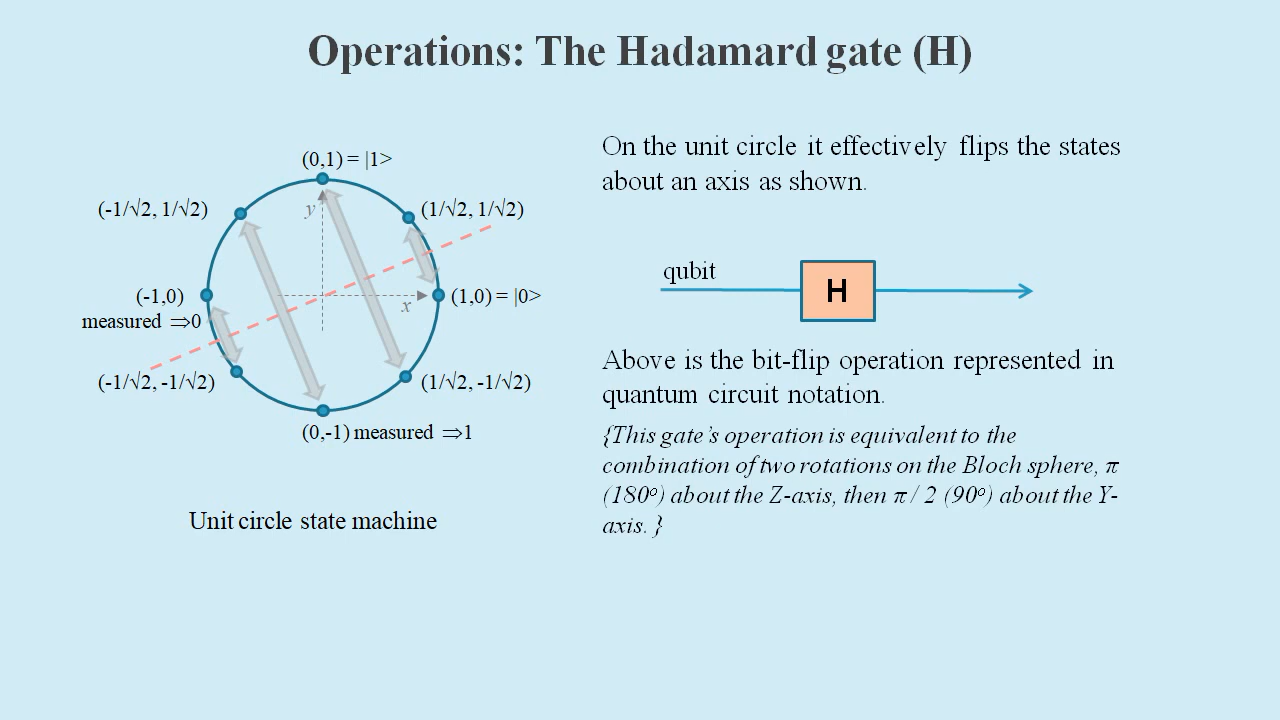 Operations: The Hadamard gate (H)
(0,1) = |1>
(-1/√2, 1/√2)
(1/√2, 1/√2)
y
(-1,0)
measured ⇒0
x
(1,0) = |0>
(-1/√2, -1/√2)
(1/√2, -1/√2)
(0,-1) measured ⇒1
Unit circle state machine
On the unit circle it effectively flips the states
about an axis as shown.
qubit
H
Above is the bit-flip operation represented in
quantum circuit notation.
{This gate’s operation is equivalent to the
combination of two rotations on the Bloch sphere, π
(180º) about the Z-axis, then π / 2 (90º) about the Y-
axis. }